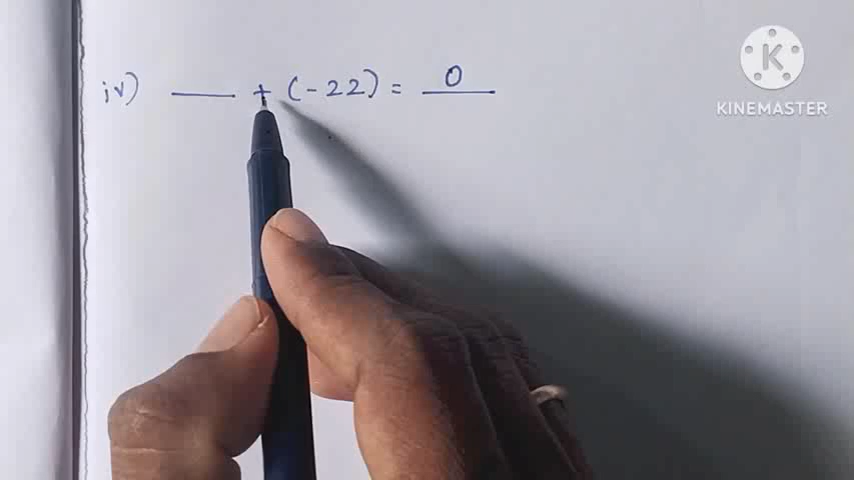 iv) ___ + (-22) = 0
K
KINEMASTER